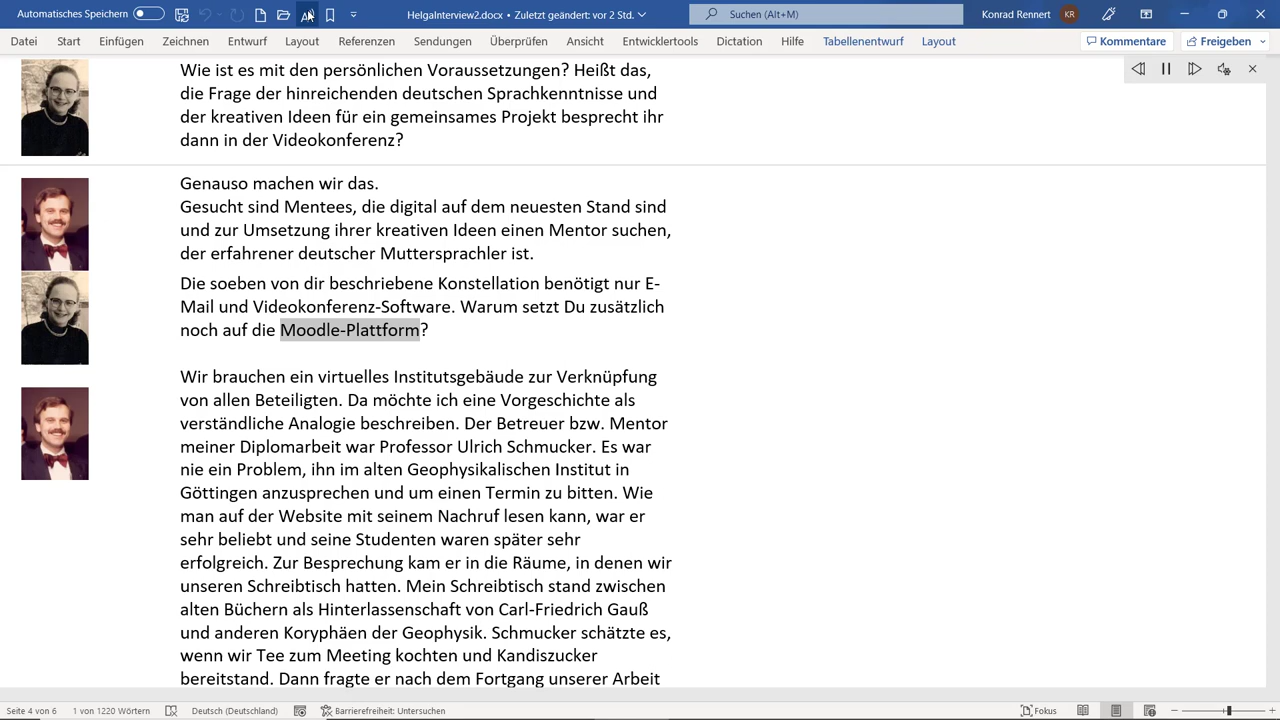 Automatisches Speichern
HelgaInterview2.docx • Zuletzt geändert: vor 2 Std.
Suchen (Alt+M)
Konrad Rennert
KR
Datei Start Einfügen Zeichnen Entwurf Layout Referenzen Sendungen Überprüfen Ansicht Entwicklertools Dictation Hilfe Tabellenentwurf Layout
Kommentare
Freigeben
Wie ist es mit den persönlichen Voraussetzungen? Heißt das,
die Frage der hinreichenden deutschen Sprachkenntnisse und
der kreativen Ideen für ein gemeinsames Projekt besprecht ihr
dann in der Videokonferenz?
Genauso machen wir das.
Gesucht sind Mentees, die digital auf dem neuesten Stand sind
und zur Umsetzung ihrer kreativen Ideen einen Mentor suchen,
der erfahrener deutscher Muttersprachler ist.
Die soeben von dir beschriebene Konstellation benötigt nur E-
Mail und Videokonferenz-Software. Warum setzt Du zusätzlich
noch auf die Moodle-Plattform?
Wir brauchen ein virtuelles Institutsgebäude zur Verknüpfung
von allen Beteiligten. Da möchte ich eine Vorgeschichte als
verständliche Analogie beschreiben. Der Betreuer bzw. Mentor
meiner Diplomarbeit war Professor Ulrich Schmucker. Es war
nie ein Problem, ihn im alten Geophysikalischen Institut in
Göttingen anzusprechen und um einen Termin zu bitten. Wie
man auf der Website mit seinem Nachruf lesen kann, war er
sehr beliebt und seine Studenten waren später sehr
erfolgreich. Zur Besprechung kam er in die Räume, in denen wir
unseren Schreibtisch hatten. Mein Schreibtisch stand zwischen
alten Büchern als Hinterlassenschaft von Carl-Friedrich Gauß
und anderen Koryphäen der Geophysik. Schmucker schätzte es,
wenn wir Tee zum Meeting kochten und Kandiszucker
bereitstand. Dann fragte er nach dem Fortgang unserer Arbeit
Seite 4 von 6
1 von 1220 Wörtern
Deutsch (Deutschland)
Barrierefreiheit: Untersuchen
Fokus